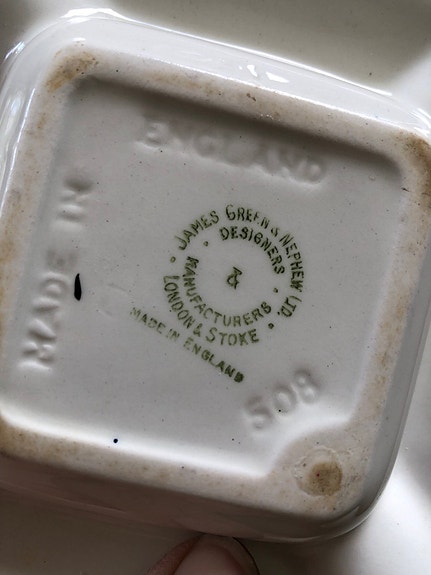 ENGLAND
MADE IN
JAMES GREEN & NEPHEW LTD.
DESIGNERS
&
MANUFACTURERS
LONDON & STOKE
MADE IN ENGLAND
508